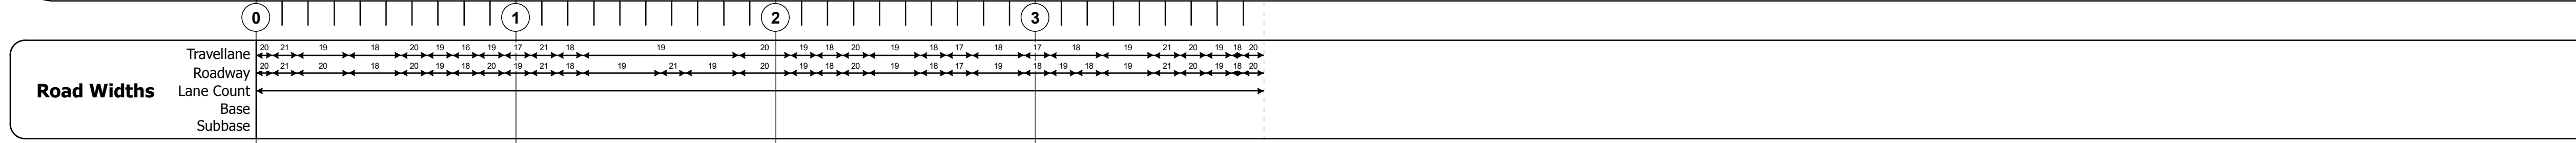 0 1 2 3
Travellane 20 21 19 18 20 19 16 19 17 21 18 19 20 19 18 20 19 18 17 18 17 18 19 21 20 19 18 20
Roadway 20 21 20 18 20 19 18 20 19 21 18 19 21 19 20 19 18 20 19 18 17 19 18 19 18 19 21 20 19 18 20
Road Widths Lane Count
Base
Subbase